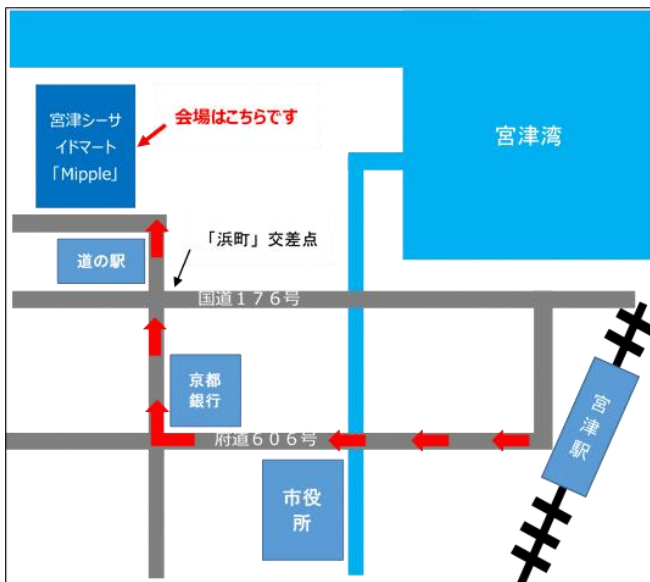 宮津シーサ
イドマート
「Mipple」
会場はこちらです
宮津湾
「浜町」交差点
道の駅
国道176号
京都
銀行
宮津駅
府道606号
市役
所